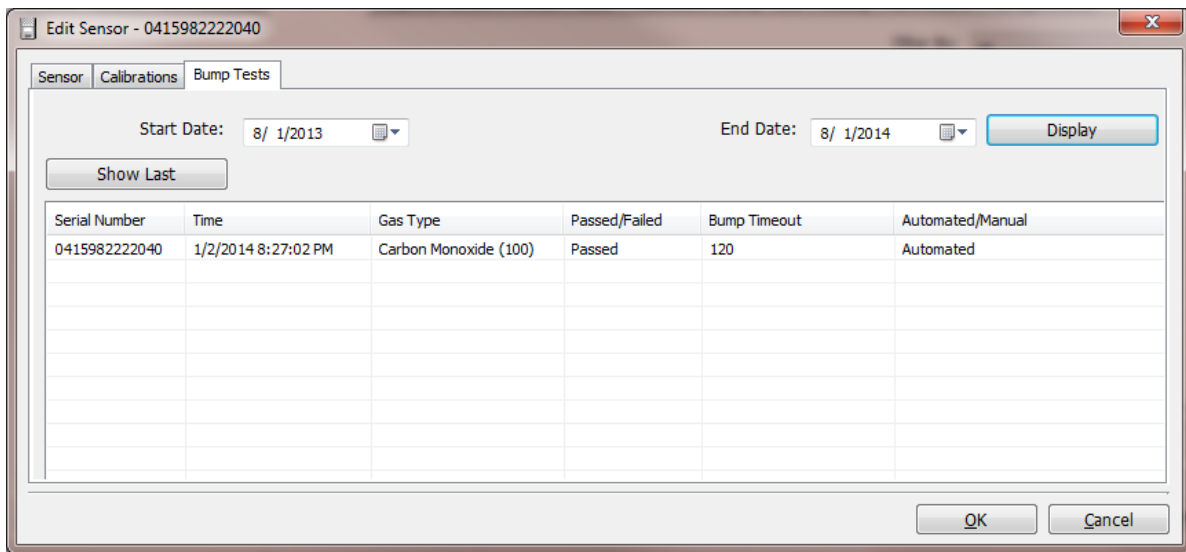 Edit Sensor - 0415982222040
Sensor Calibrations Bump Tests
Start Date: 8/ 1/2013 End Date: 8/ 1/2014 Display
Show Last
Serial Number Time Gas Type Passed/Failed Bump Timeout Automated/Manual
0415982222040 1/2/2014 8:27:02 PM Carbon Monoxide (100) Passed 120 Automated
OK Cancel